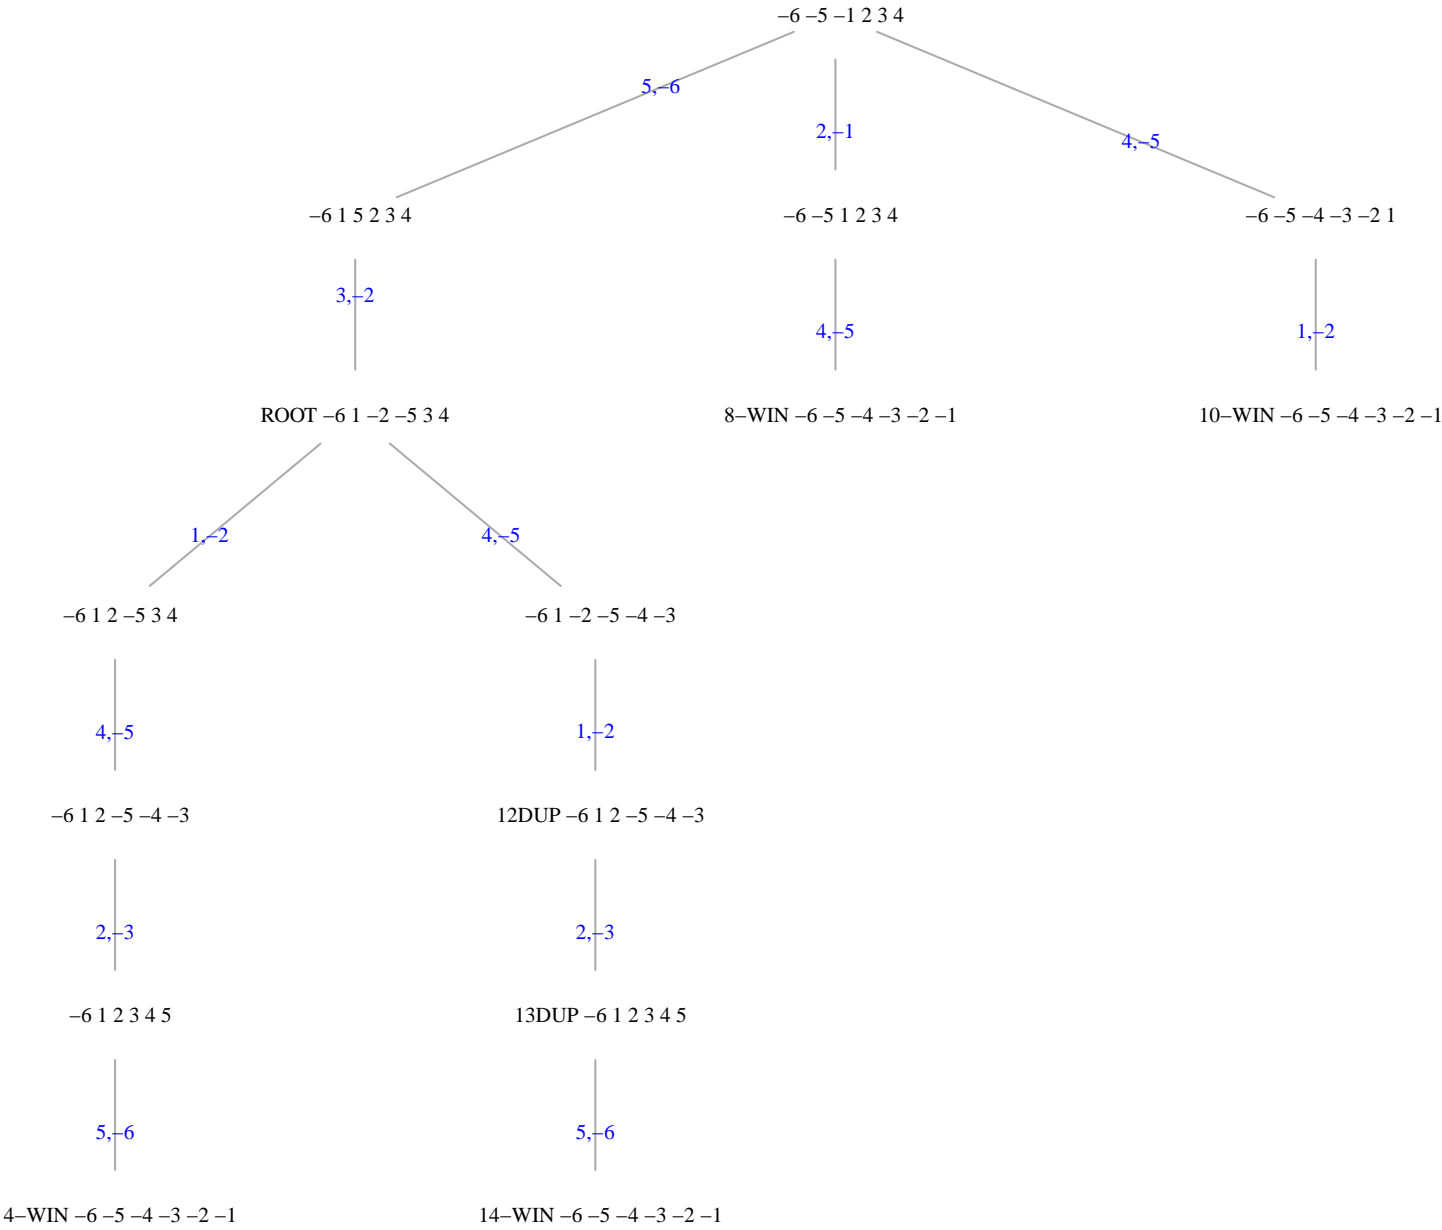 –6 –5 –1 2 3 4
5,–6
2,–1
4,–5
–6 1 5 2 3 4
–6 –5 1 2 3 4
–6 –5 –4 –3 –2 1
3,–2
4,–5
1,–2
ROOT –6 1 –2 –5 3 4
8–WIN –6 –5 –4 –3 –2 –1
10–WIN –6 –5 –4 –3 –2 –1
1,–2
4,–5
–6 1 2 –5 3 4
–6 1 –2 –5 –4 –3
4,–5
1,–2
–6 1 2 –5 –4 –3
12DUP –6 1 2 –5 –4 –3
2,–3
2,–3
–6 1 2 3 4 5
13DUP –6 1 2 3 4 5
5,–6
5,–6
4–WIN –6 –5 –4 –3 –2 –1
14–WIN –6 –5 –4 –3 –2 –1